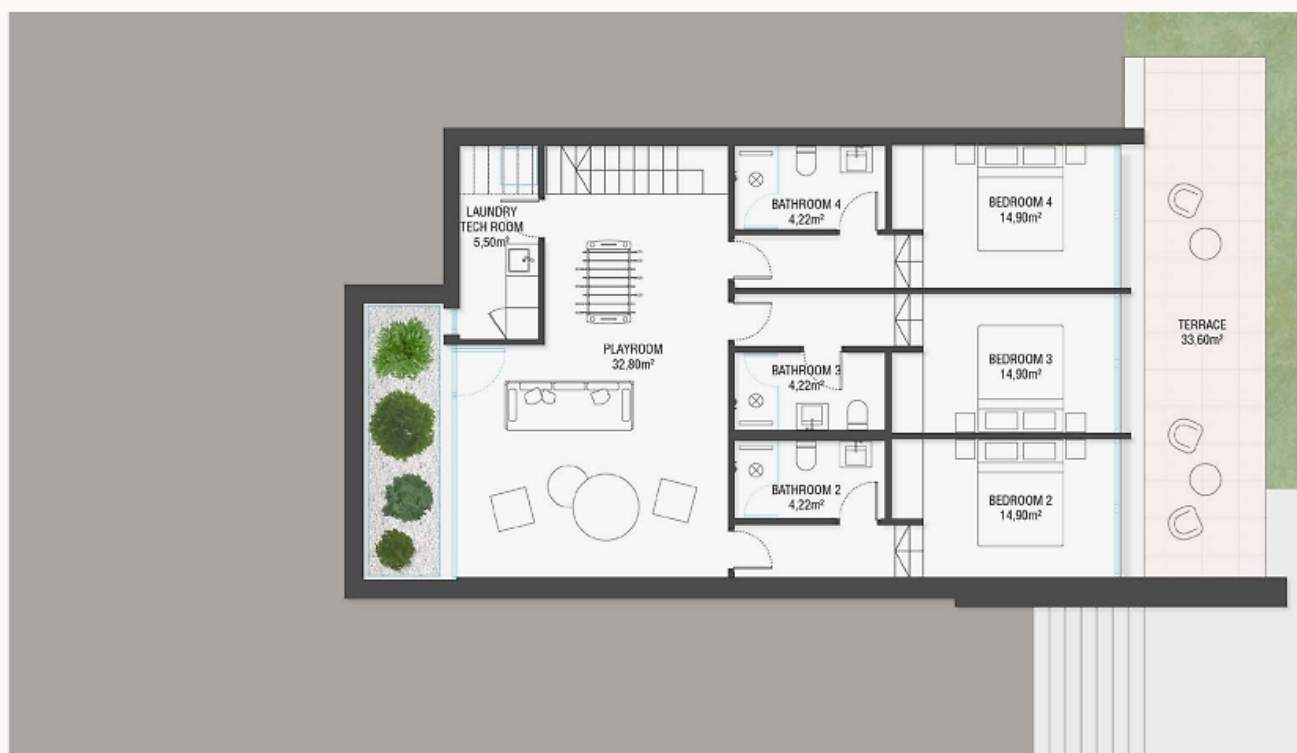 LAUNDRY
TECH ROOM
5,50m²
BATHROOM 4
4,22m²
BEDROOM 4
14,90m²
PLAYROOM
32,80m²
BATHROOM 3
4,22m²
BEDROOM 3
14,90m²
TERRACE
33,60m²
BATHROOM 2
4,22m²
BEDROOM 2
14,90m²